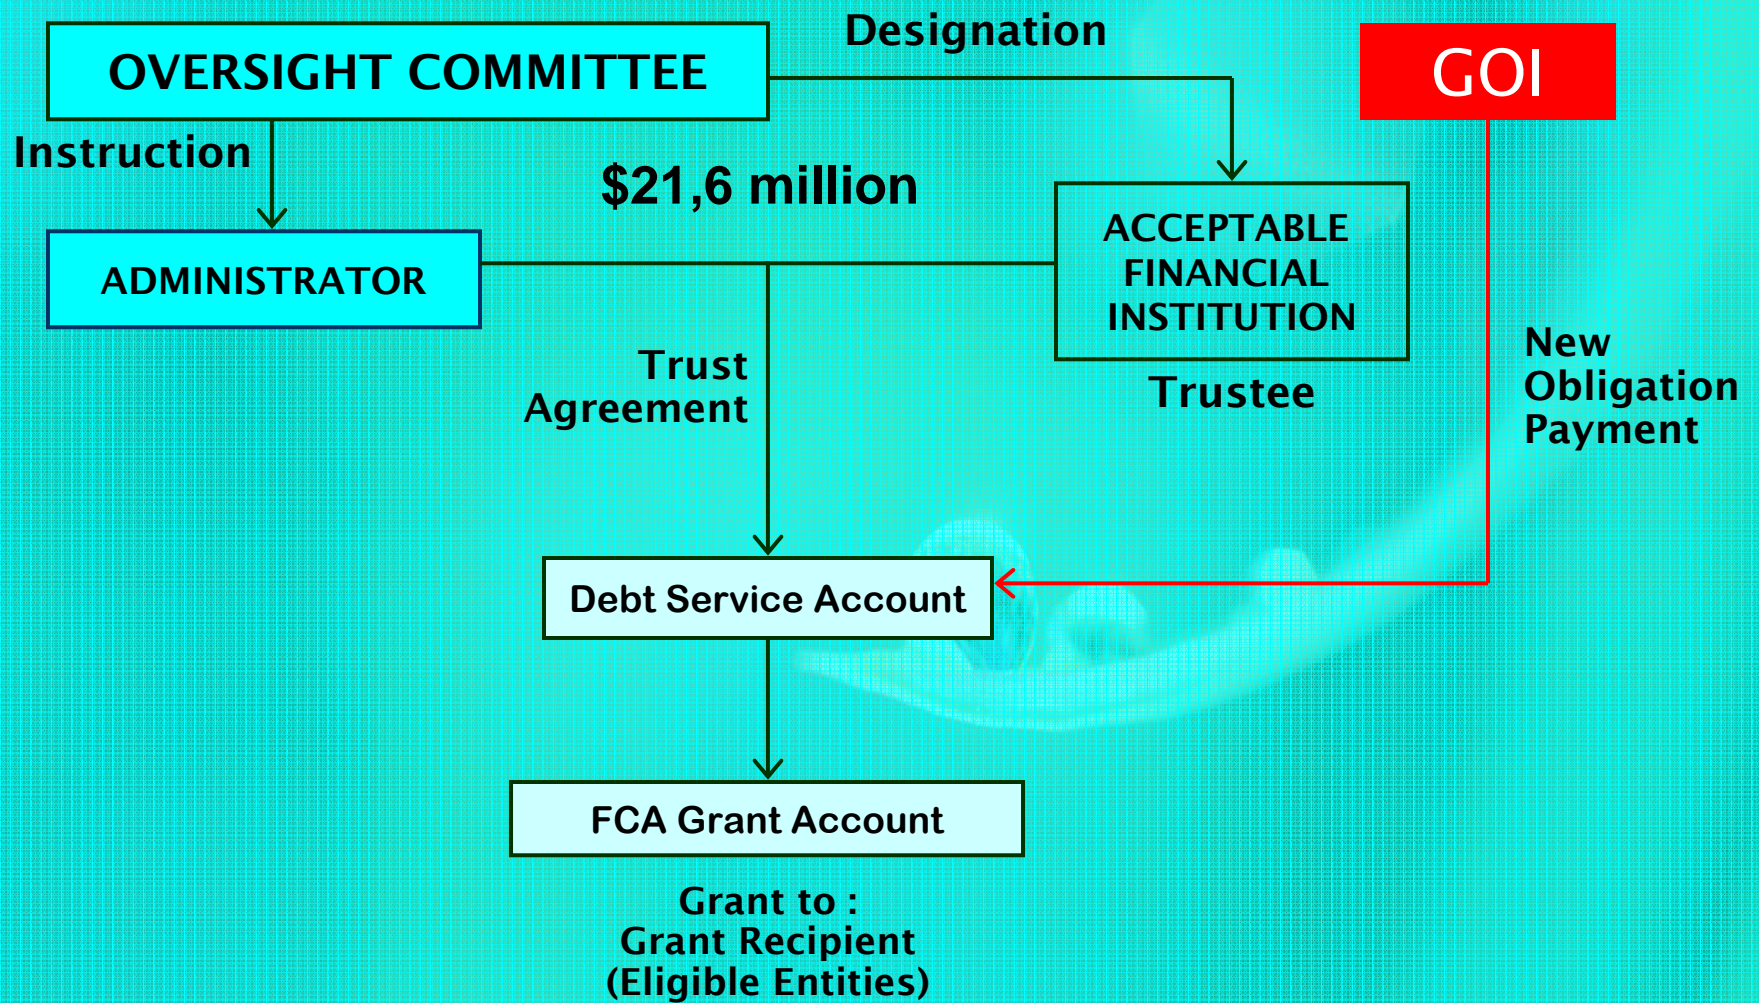 Designation
OVERSIGHT COMMITTEE
GOI
Instruction
$21,6 million
ADMINISTRATOR
ACCEPTABLE
FINANCIAL
INSTITUTION
Trustee
Trust
Agreement
New
Obligation
Payment
Debt Service Account
FCA Grant Account
Grant to :
Grant Recipient
(Eligible Entities)